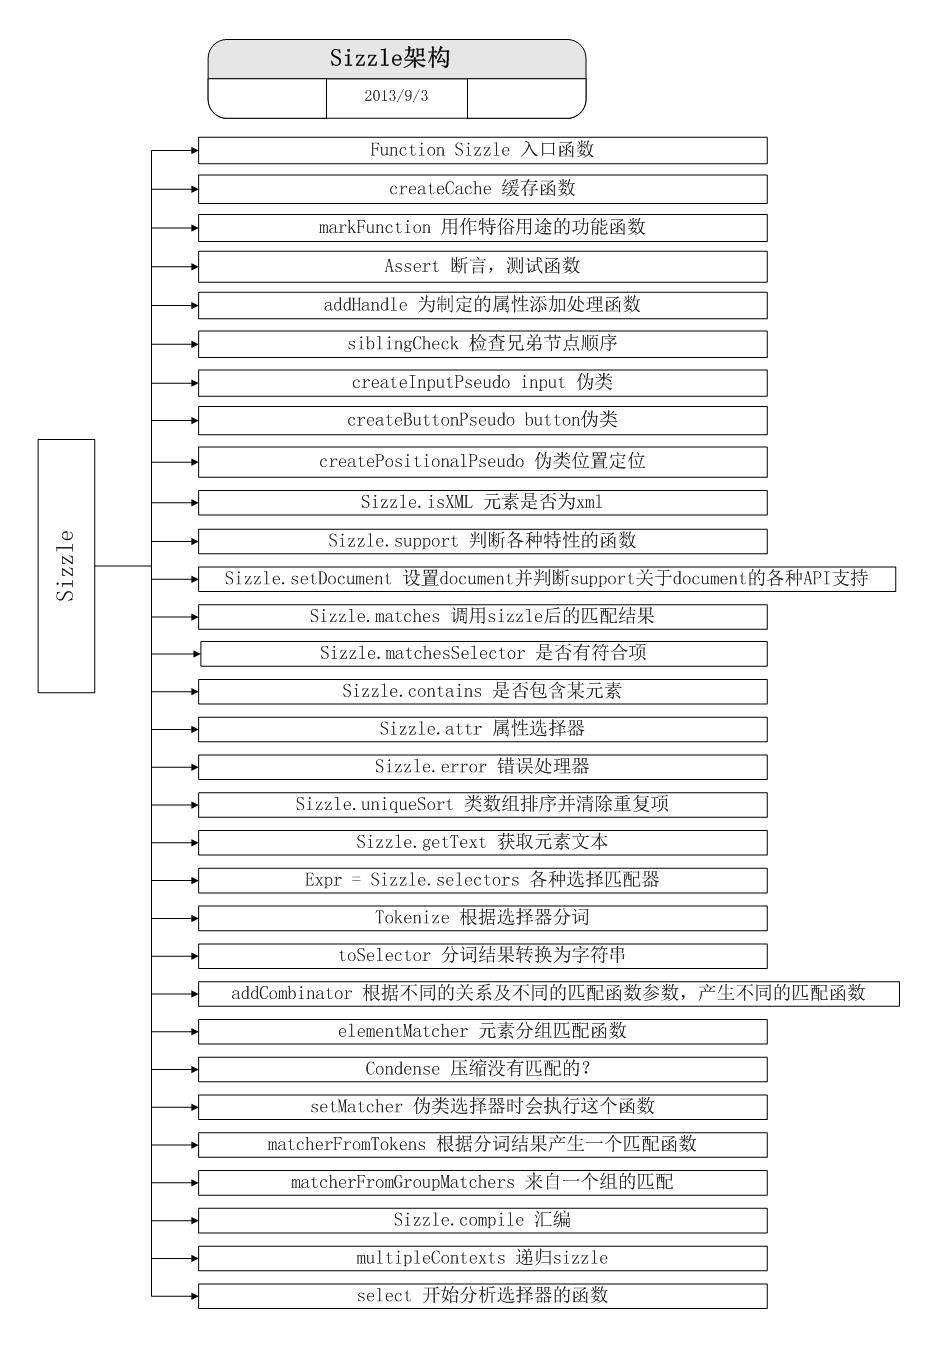 Sizzle架构
2013/9/3
Sizzle
Function Sizzle 入口函数
createCache 缓存函数
markFunction 用作特俗用途的功能函数
Assert 断言，测试函数
addHandle 为制定的属性添加处理函数
siblingCheck 检查兄弟节点顺序
createInputPseudo input 伪类
createButtonPseudo button伪类
createPositionalPseudo 伪类位置定位
Sizzle.isXML 元素是否为xml
Sizzle.support 判断各种特性的函数
Sizzle.setDocument 设置document并判断support关于document的各种API支持
Sizzle.matches 调用sizzle后的匹配结果
Sizzle.matchesSelector 是否有符合项
Sizzle.contains 是否包含某元素
Sizzle.attr 属性选择器
Sizzle.error 错误处理器
Sizzle.uniqueSort 类数组排序并清除重复项
Sizzle.getText 获取元素文本
Expr = Sizzle.selectors 各种选择匹配器
Tokenize 根据选择器分词
toSelector 分词结果转换为字符串
addCombinator 根据不同的关系及不同的匹配函数参数，产生不同的匹配函数
elementMatcher 元素分组匹配函数
Condense 压缩没有匹配的？
setMatcher 伪类选择器时会执行这个函数
matcherFromTokens 根据分词结果产生一个匹配函数
matcherFromGroupMatchers 来自一个组的匹配
Sizzle.compile 汇编
multipleContexts 递归sizzle
select 开始分析选择器的函数